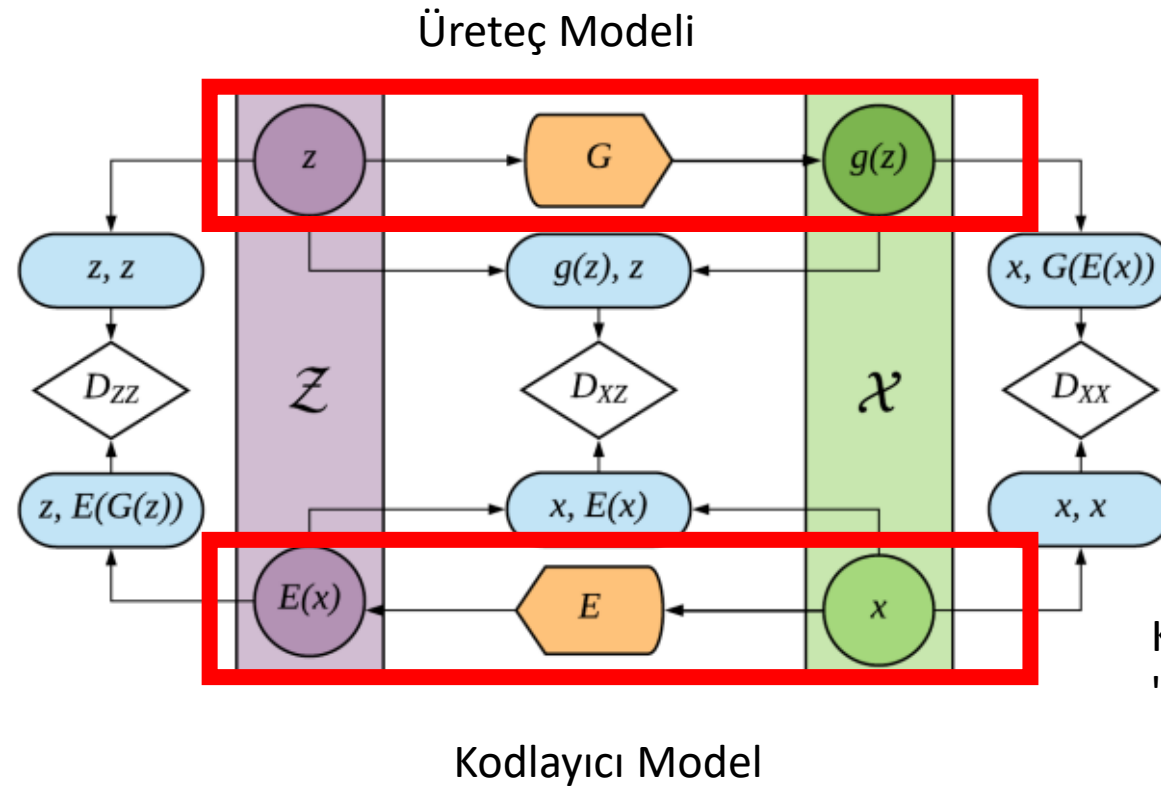 Üreteç Modeli
z
G
g(z)
z, z
g(z), z
x, G(E(x))
D_ZZ
𝒵
D_XZ
𝒳
D_XX
z, E(G(z))
x, E(x)
x, x
E(x)
E
x
K
'
Kodlayıcı Model